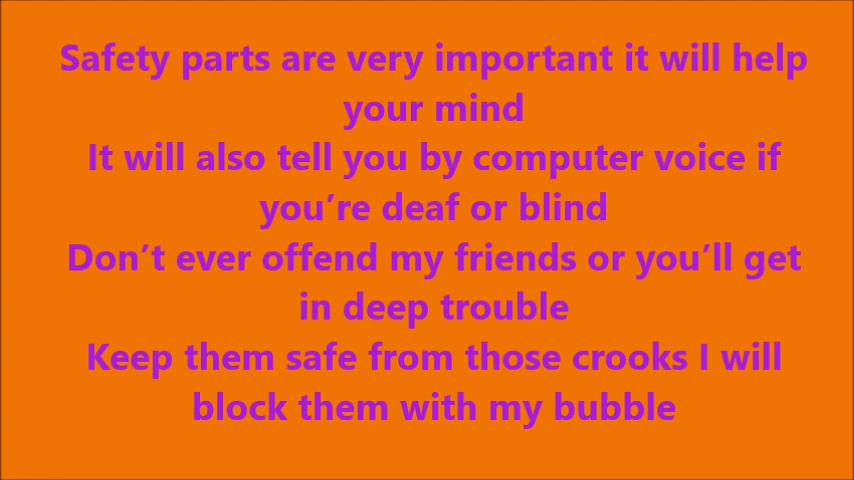 Safety parts are very important it will help
your mind
It will also tell you by computer voice if
you’re deaf or blind
Don’t ever offend my friends or you’ll get
in deep trouble
Keep them safe from those crooks I will
block them with my bubble